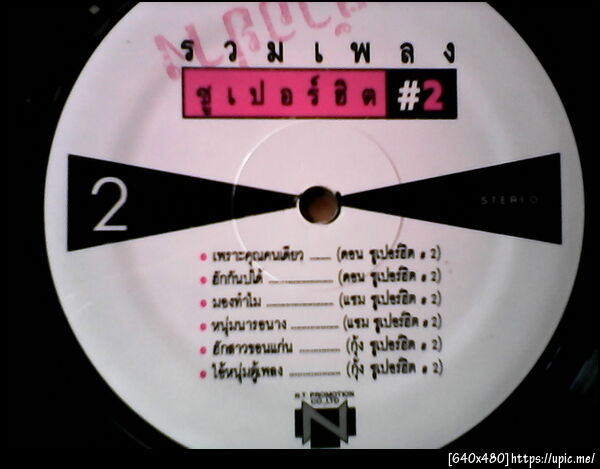 รวมเพลง
ซูเปอร์ฮิต #2
2
STEREO
เพราะคุณคนเดียว ...... (ดอน ซูเปอร์ฮิต # 2)
ฮักกันบ่ได้ .................. (ดอน ซูเปอร์ฮิต # 2)
มองทำไม .................. (แซม ซูเปอร์ฮิต # 2)
หนุ่มนารอนาง .............. (แซม ซูเปอร์ฮิต # 2)
ฮักสาวขอนแก่น .............. (กุ้ง ซูเปอร์ฮิต # 2)
ไอ้หนุ่มตู้เพลง .............. (กุ้ง ซูเปอร์ฮิต # 2)
N.T PROMOTION
CO.,LTD
N
[640x480]https://upic.me/